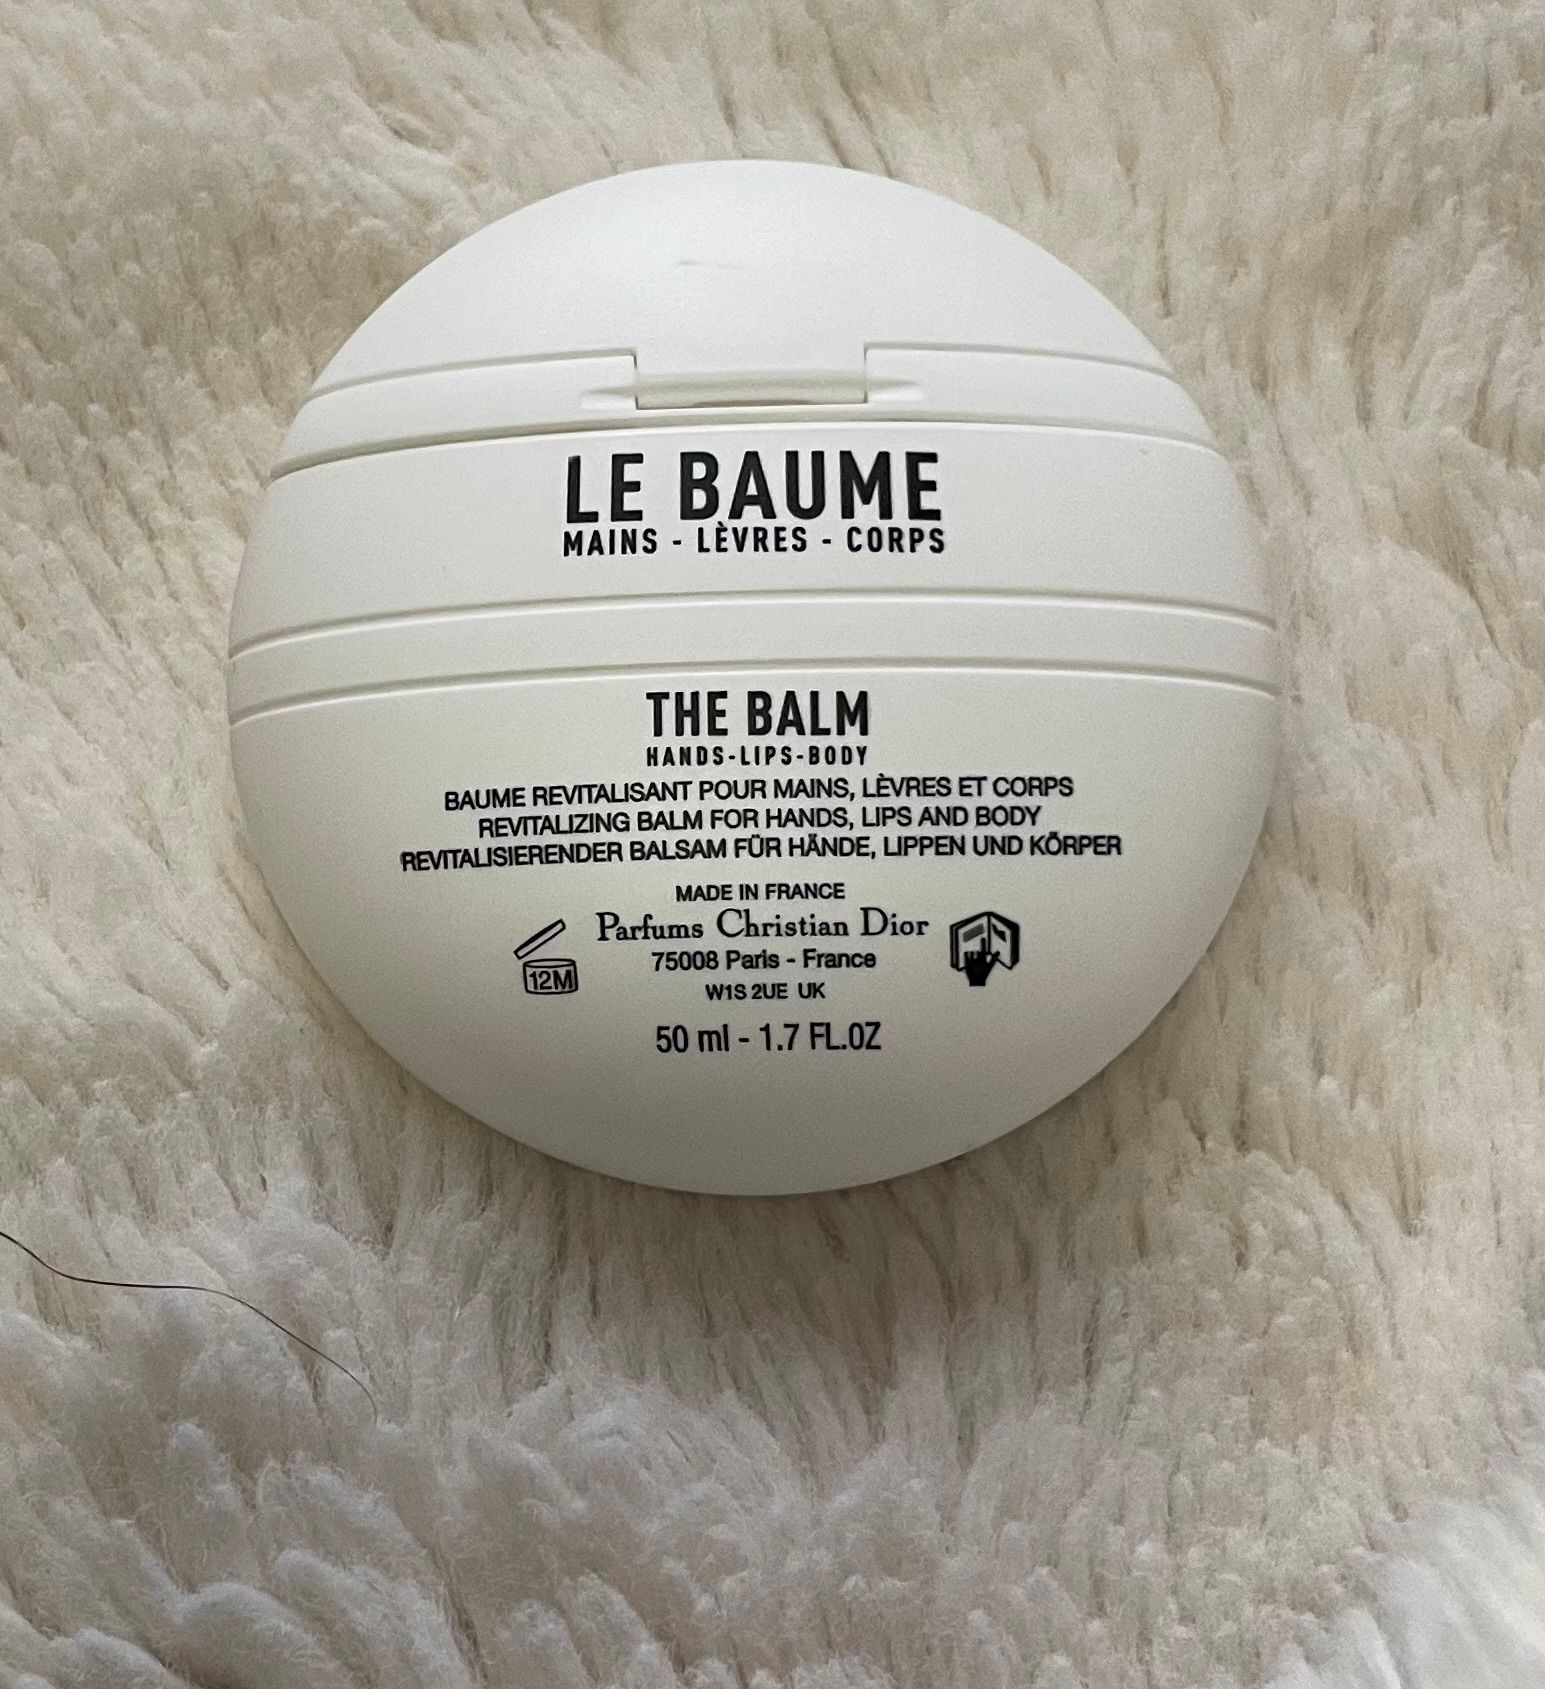 LE BAUME
MAINS - LÈVRES - CORPS
THE BALM
HANDS-LIPS-BODY
BAUME REVITALISANT POUR MAINS, LÈVRES ET CORPS
REVITALIZING BALM FOR HANDS, LIPS AND BODY
REVITALISIERENDER BALSAM FÜR HÄNDE, LIPPEN UND KÖRPER
MADE IN FRANCE
Parfums Christian Dior
75008 Paris - France
12M
W1S 2UE UK
50 ml - 1.7 FL.OZ